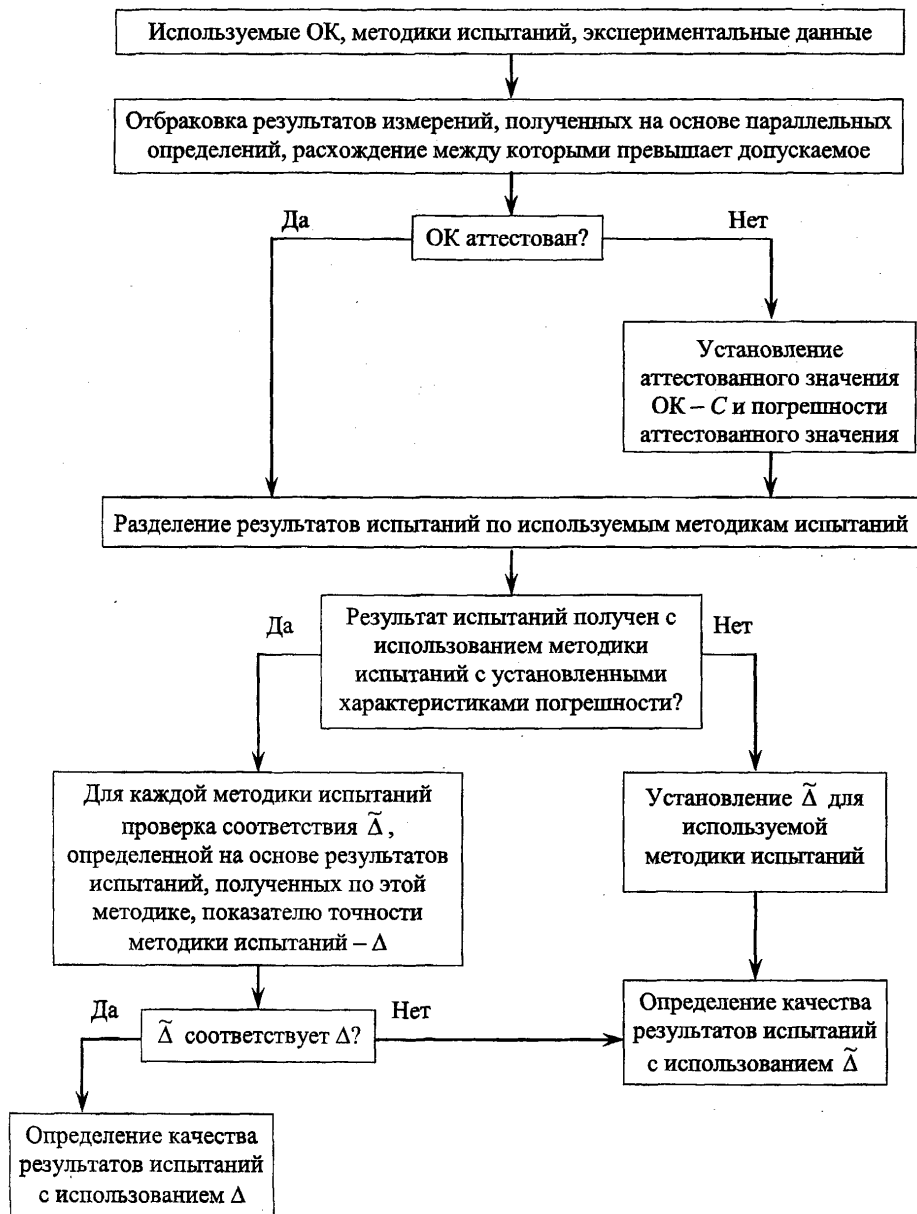 Используемые ОК, методики испытаний, экспериментальные данные
Отбраковка результатов измерений, полученных на основе параллельных
определений, расхождение между которыми превышает допускаемое
Да
Нет
ОК аттестован?
Установление
аттестованного значения
ОК – C и погрешности
аттестованного значения
Разделение результатов испытаний по используемым методикам испытаний
Да
Результат испытаний получен с
использованием методики
испытаний с установленными
характеристиками погрешности?
Нет
Для каждой методики испытаний
проверка соответствия Δ̃ ,
определенной на основе результатов
испытаний, полученных по этой
методике, показателю точности
методики испытаний – Δ
Установление Δ̃ для
используемой
методики испытаний
Да
Δ̃ соответствует Δ?
Нет
Определение качества
результатов испытаний
с использованием Δ̃
Определение качества
результатов испытаний
с использованием Δ